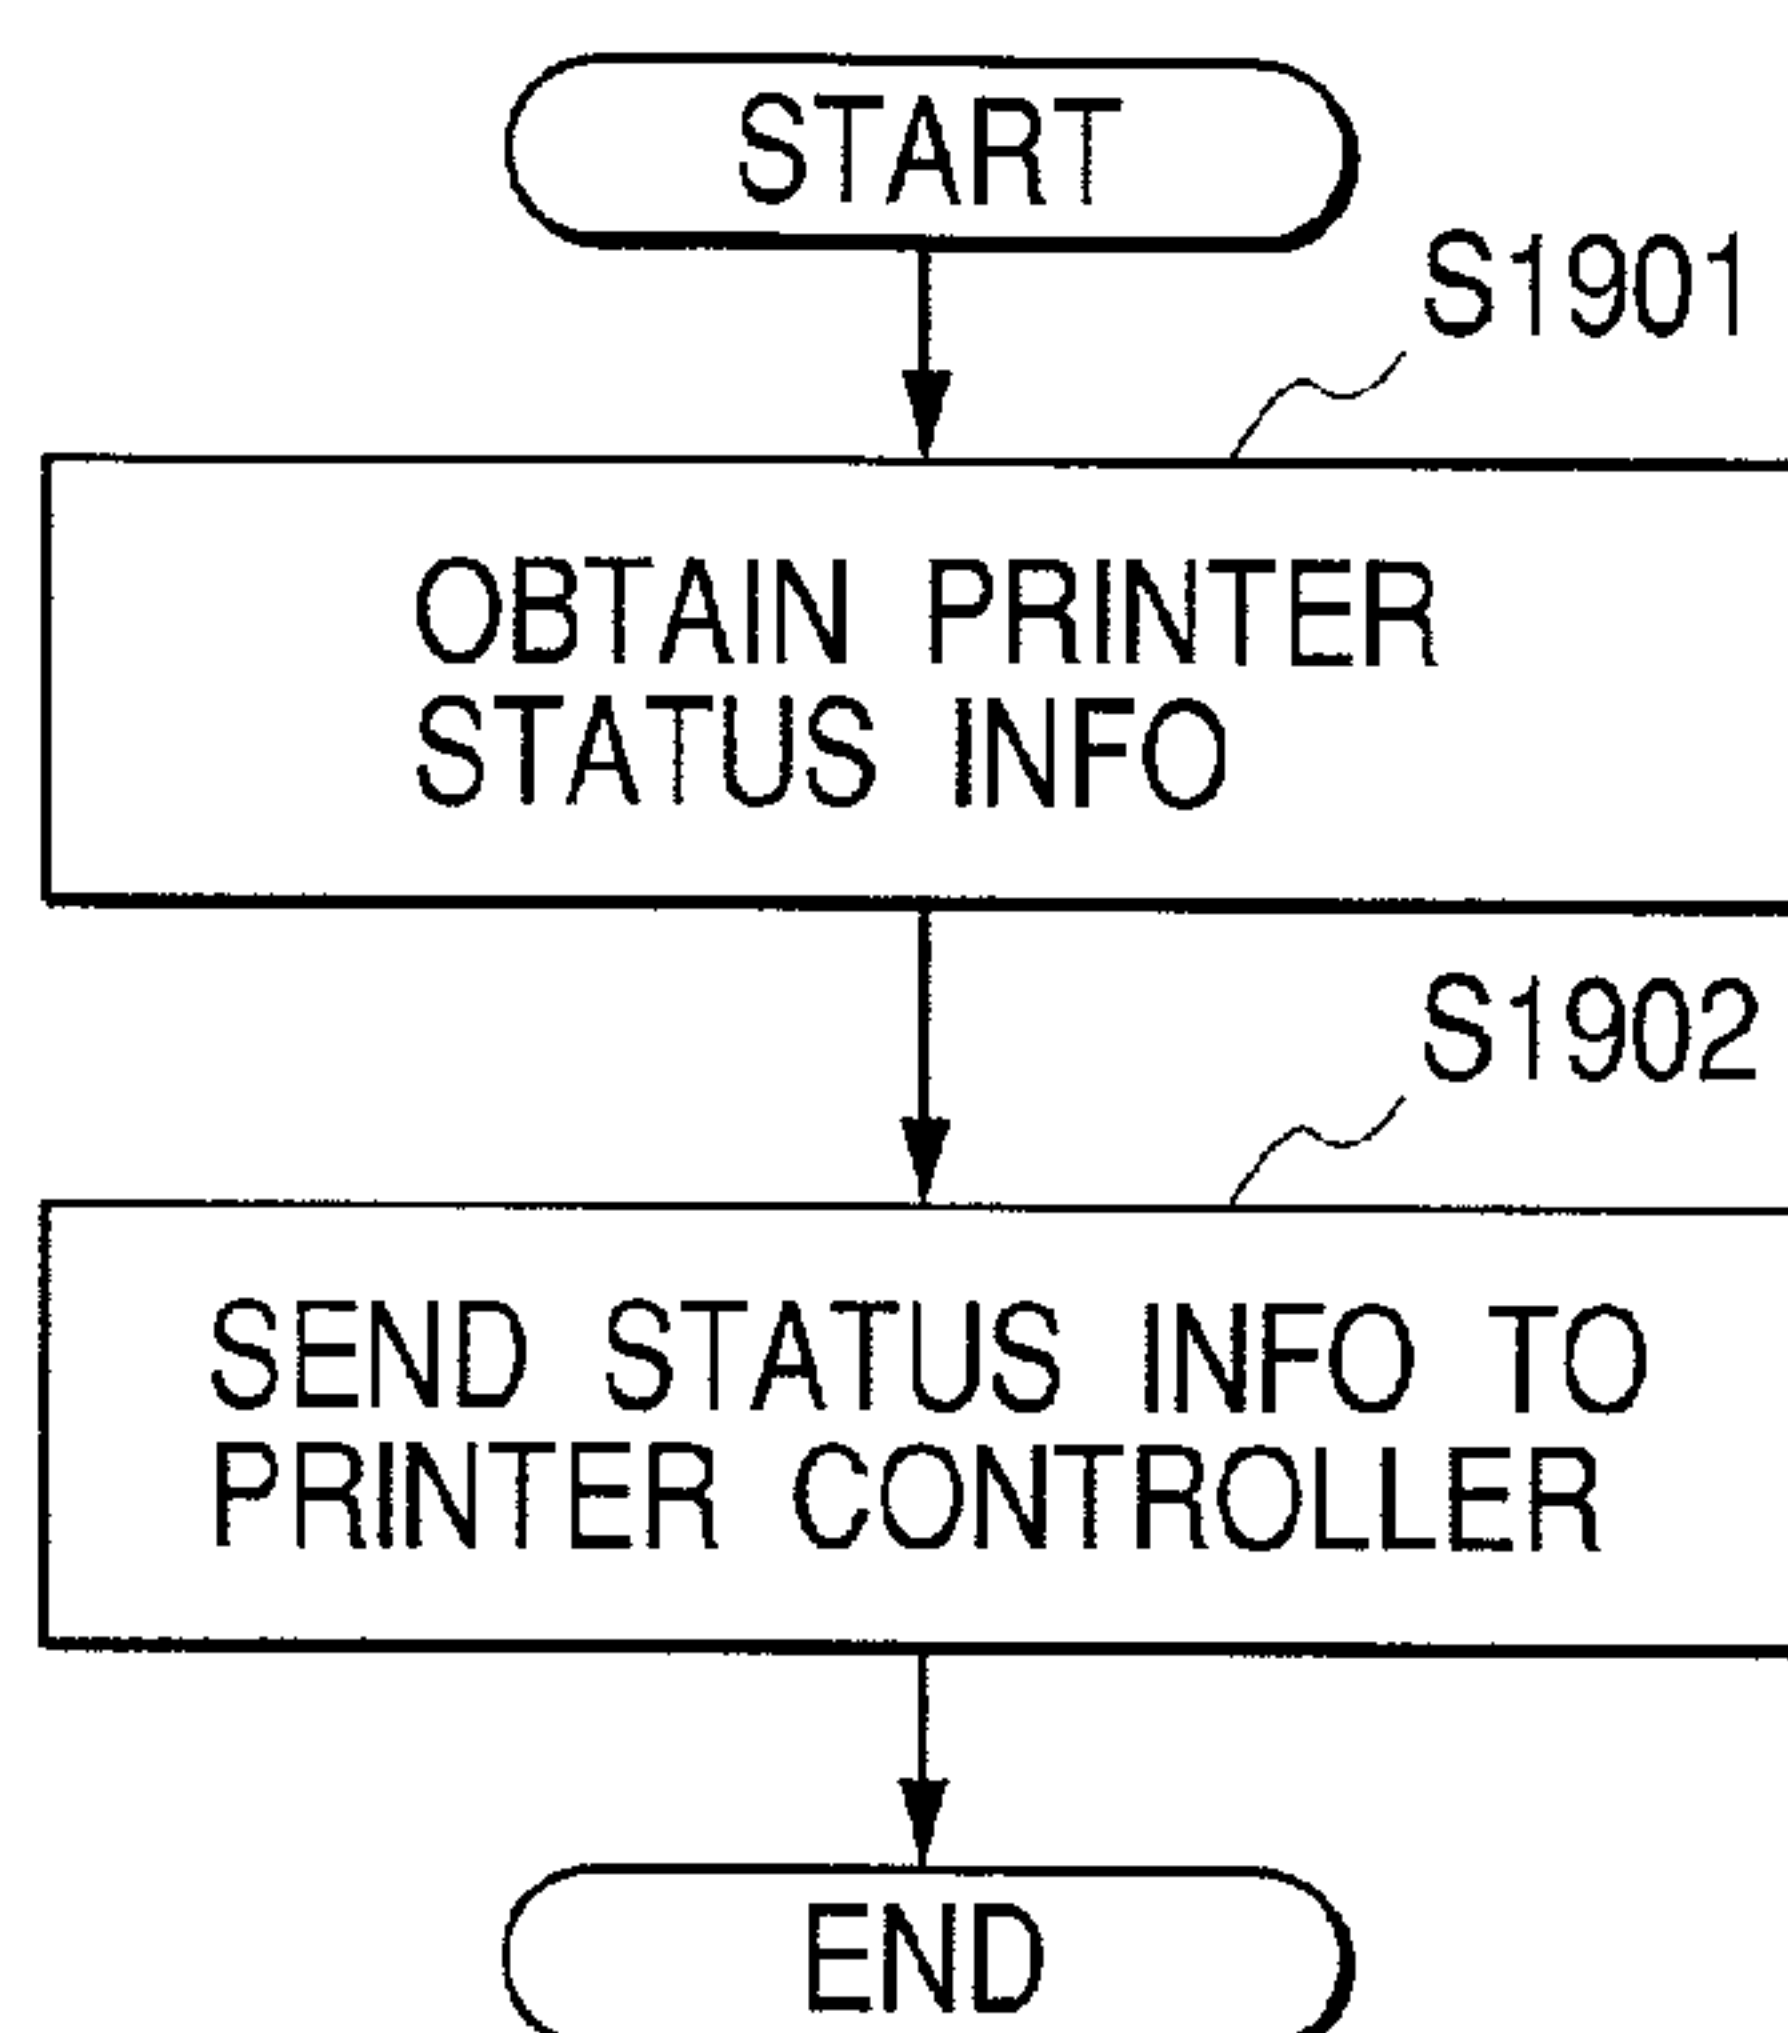 START
S1901
OBTAIN PRINTER
STATUS INFO
S1902
SEND STATUS INFO TO
PRINTER CONTROLLER
END